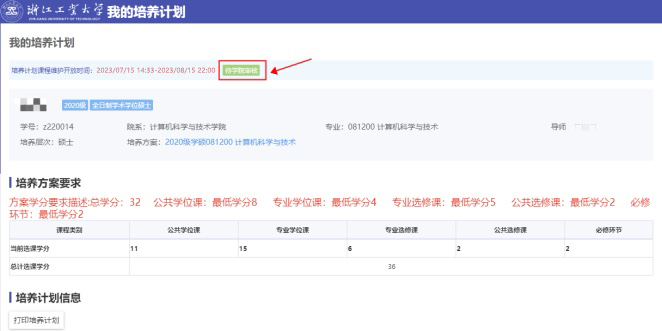 浙江工业大学 我的培养计划
ZHEJIANG UNIVERSITY OF TECHNOLOGY
我的培养计划
培养计划课程维护开放时间：2023/07/15 14:33-2023/08/15 22:00 待学院审核
2020级 全日制学术学位硕士
学号：z220014 院系：计算机科学与技术学院 专业：081200 计算机科学与技术 导师
培养层次：硕士 培养方案：2020级学硕081200 计算机科学与技术
培养方案要求
方案学分要求描述:总学分：32 公共学位课：最低学分8 专业学位课：最低学分4 专业选修课：最低学分5 公共选修课：最低学分2 必修
环节：最低学分2
课程类别 公共学位课 专业学位课 专业选修课 公共选修课 必修环节
当前选课学分 11 15 6 2 2
总计选课学分 36
培养计划信息
打印培养计划